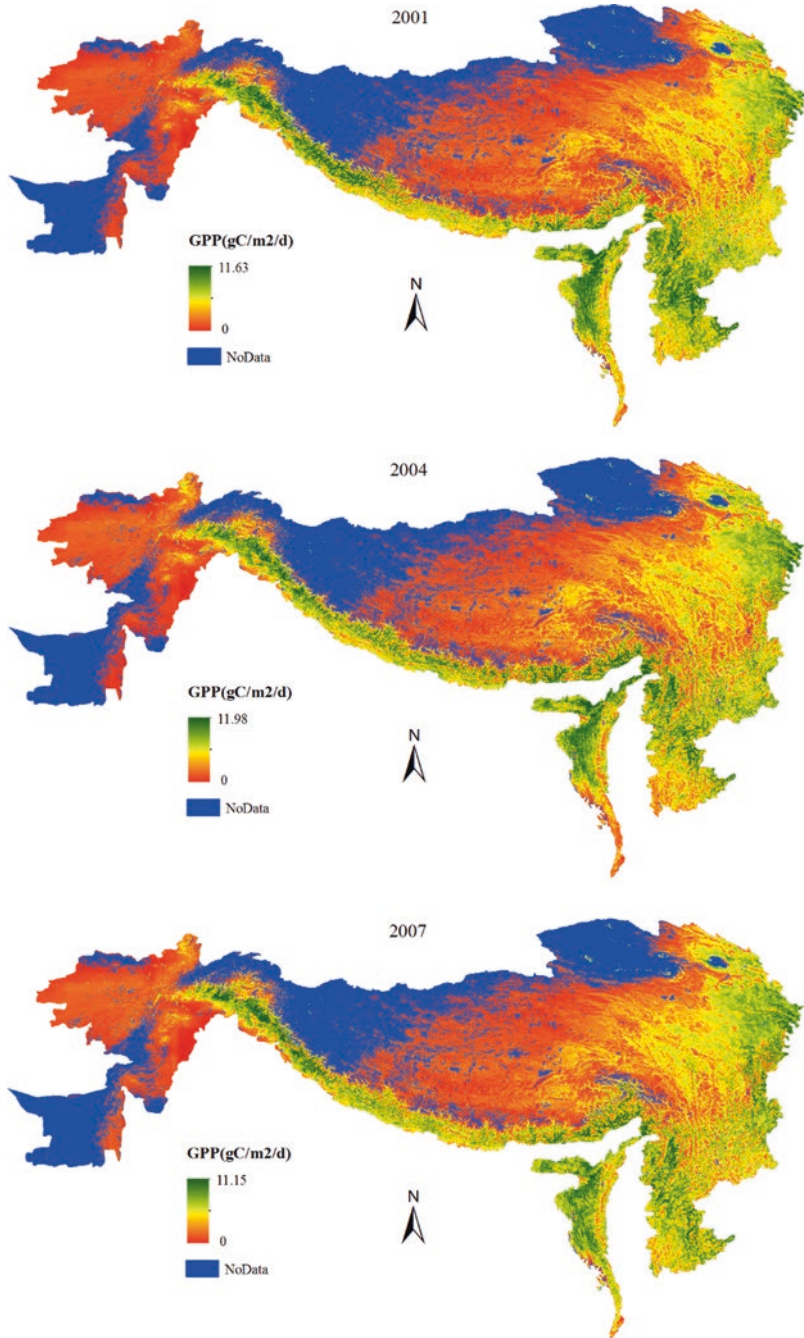 2001
GPP(gC/m2/d)
11.63
0
NoData
N
2004
GPP(gC/m2/d)
11.98
0
NoData
N
2007
GPP(gC/m2/d)
11.15
0
NoData
N